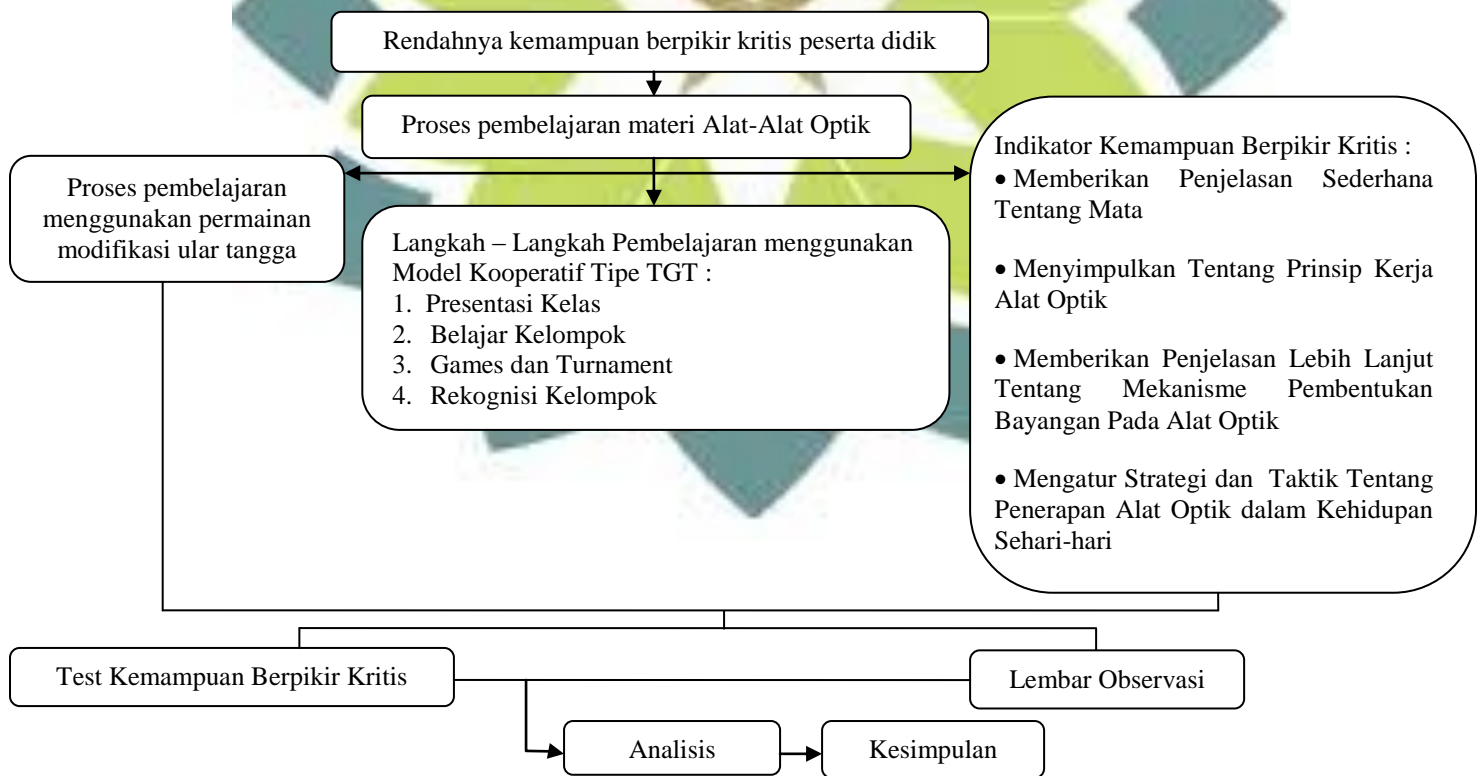 Rendahnya kemampuan berpikir kritis peserta didik
Proses pembelajaran materi Alat-Alat Optik
Proses pembelajaran
menggunakan permainan
modifikasi ular tangga
Langkah – Langkah Pembelajaran menggunakan
Model Kooperatif Tipe TGT :
1. Presentasi Kelas
2. Belajar Kelompok
3. Games dan Turnament
4. Rekognisi Kelompok
Indikator Kemampuan Berpikir Kritis :
• Memberikan Penjelasan Sederhana
Tentang Mata
• Menyimpulkan Tentang Prinsip Kerja
Alat Optik
• Memberikan Penjelasan Lebih Lanjut
Tentang Mekanisme Pembentukan
Bayangan Pada Alat Optik
• Mengatur Strategi dan Taktik Tentang
Penerapan Alat Optik dalam Kehidupan
Sehari-hari
Test Kemampuan Berpikir Kritis
Lembar Observasi
Analisis
Kesimpulan